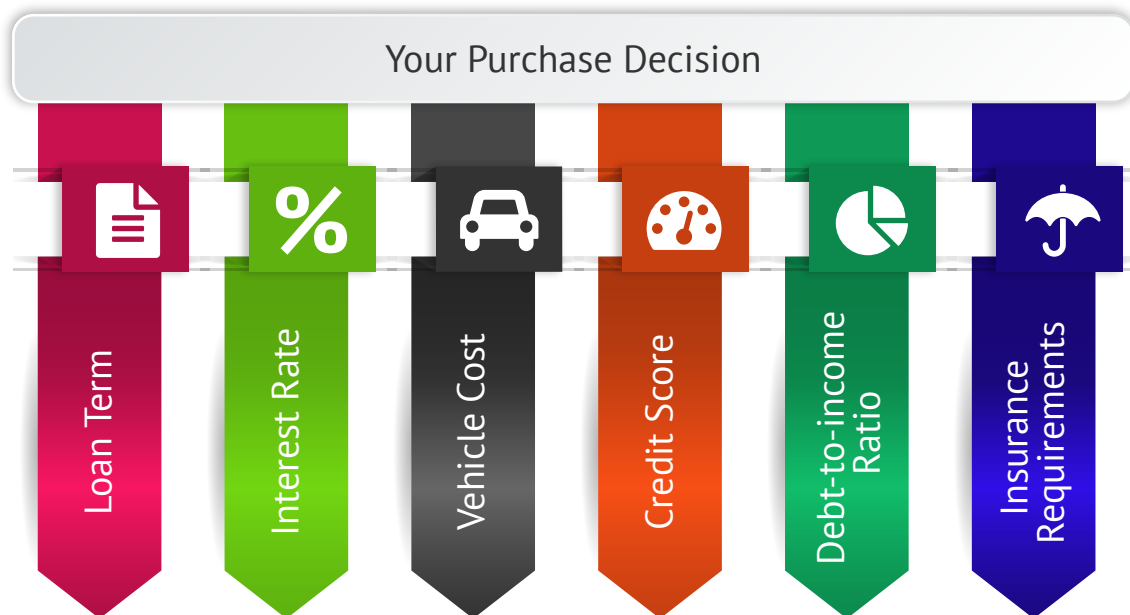 Your Purchase Decision
%
Loan Term
Interest Rate
Vehicle Cost
Credit Score
Debt-to-income
Ratio
Insurance
Requirements